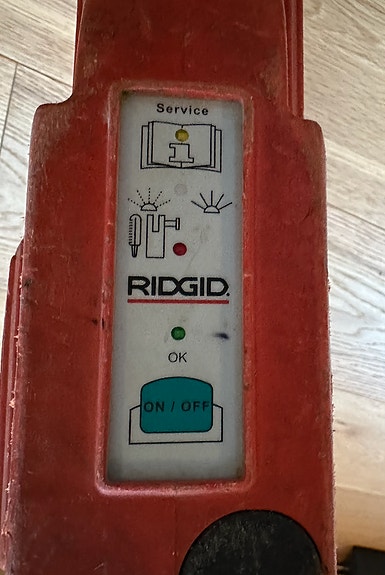 Service
i
RIDGID.
OK
ON / OFF